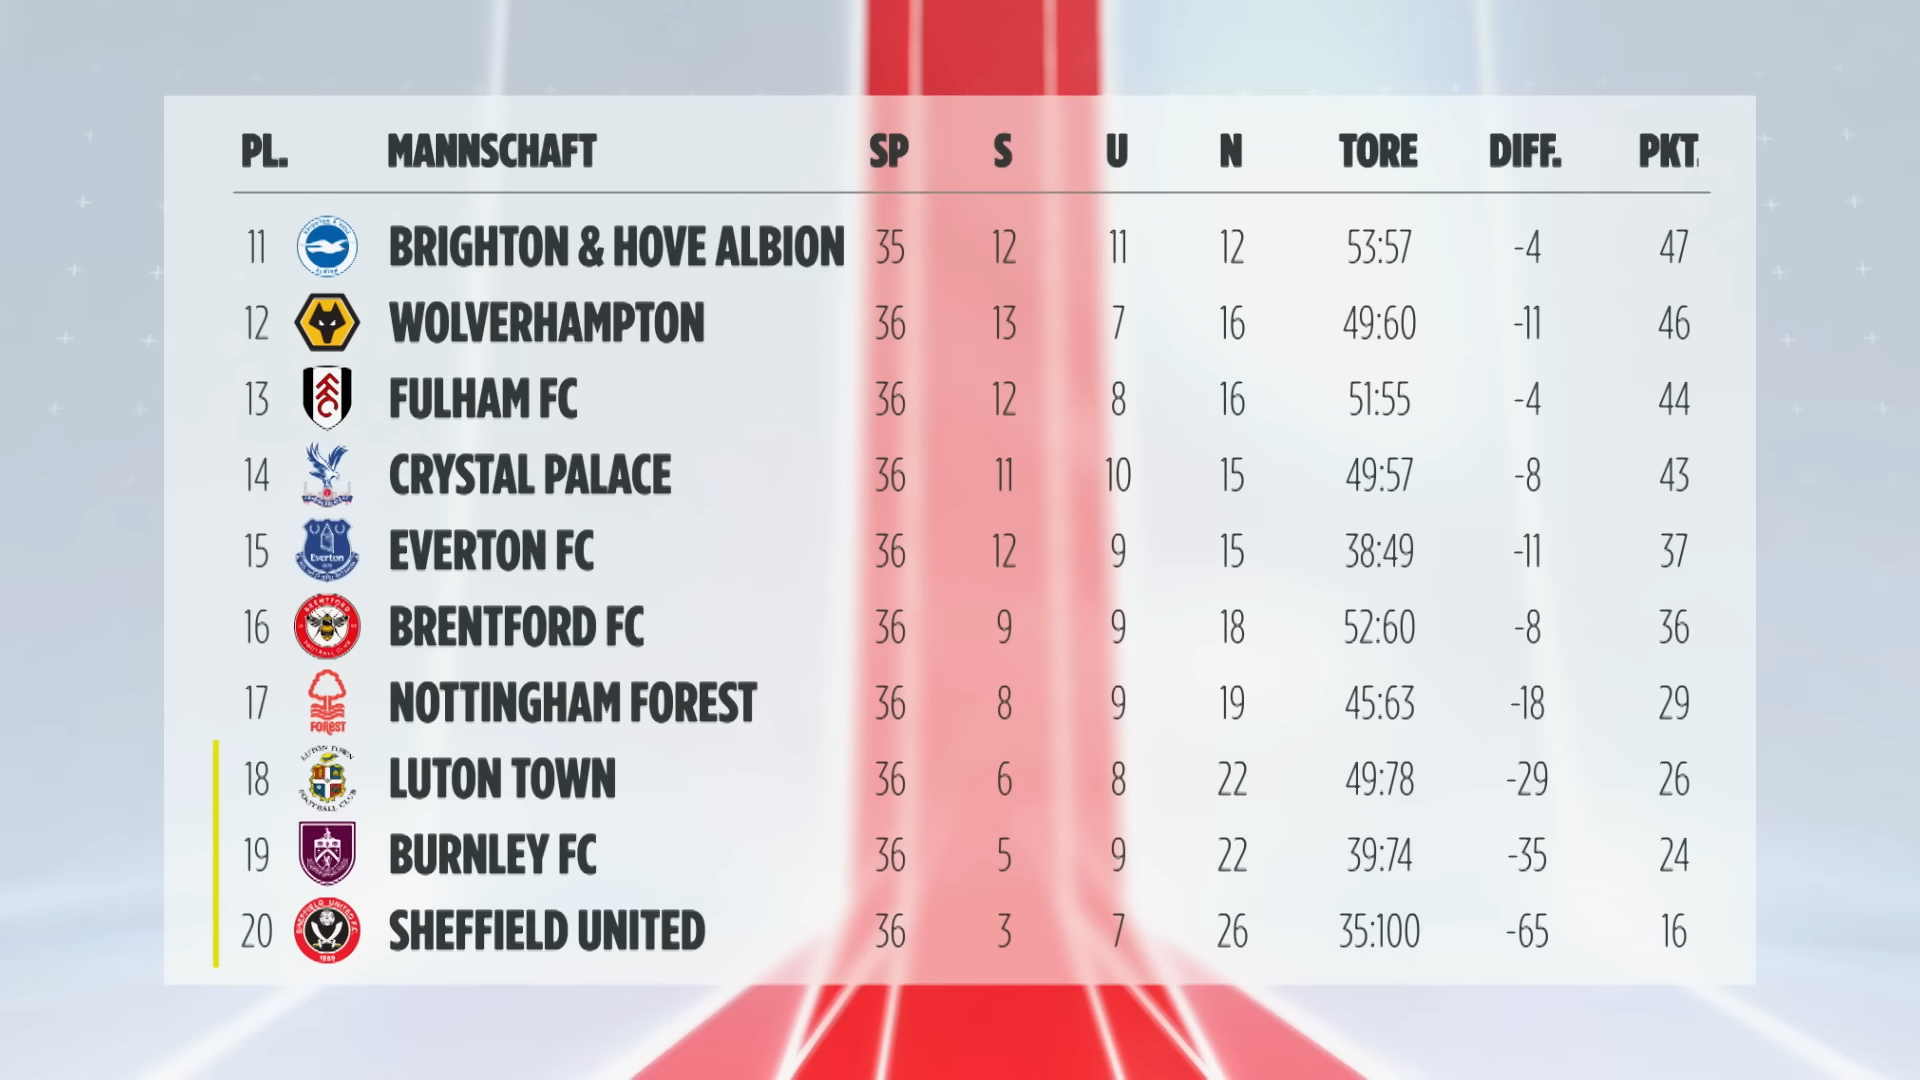 PL. MANNSCHAFT SP S U N TORE DIFF. PKT.
11 BRIGHTON & HOVE ALBION 35 12 11 12 53:57 -4 47
12 WOLVERHAMPTON 36 13 7 16 49:60 -11 46
13 FULHAM FC 36 12 8 16 51:55 -4 44
14 CRYSTAL PALACE 36 11 10 15 49:57 -8 43
15 Everton EVERTON FC 36 12 9 15 38:49 -11 37
16 BRENTFORD FC 36 9 9 18 52:60 -8 36
17 FOREST NOTTINGHAM FOREST 36 8 9 19 45:63 -18 29
18 LUTON TOWN 36 6 8 22 49:78 -29 26
19 BURNLEY FC 36 5 9 22 39:74 -35 24
20 SHEFFIELD UNITED 36 3 7 26 35:100 -65 16